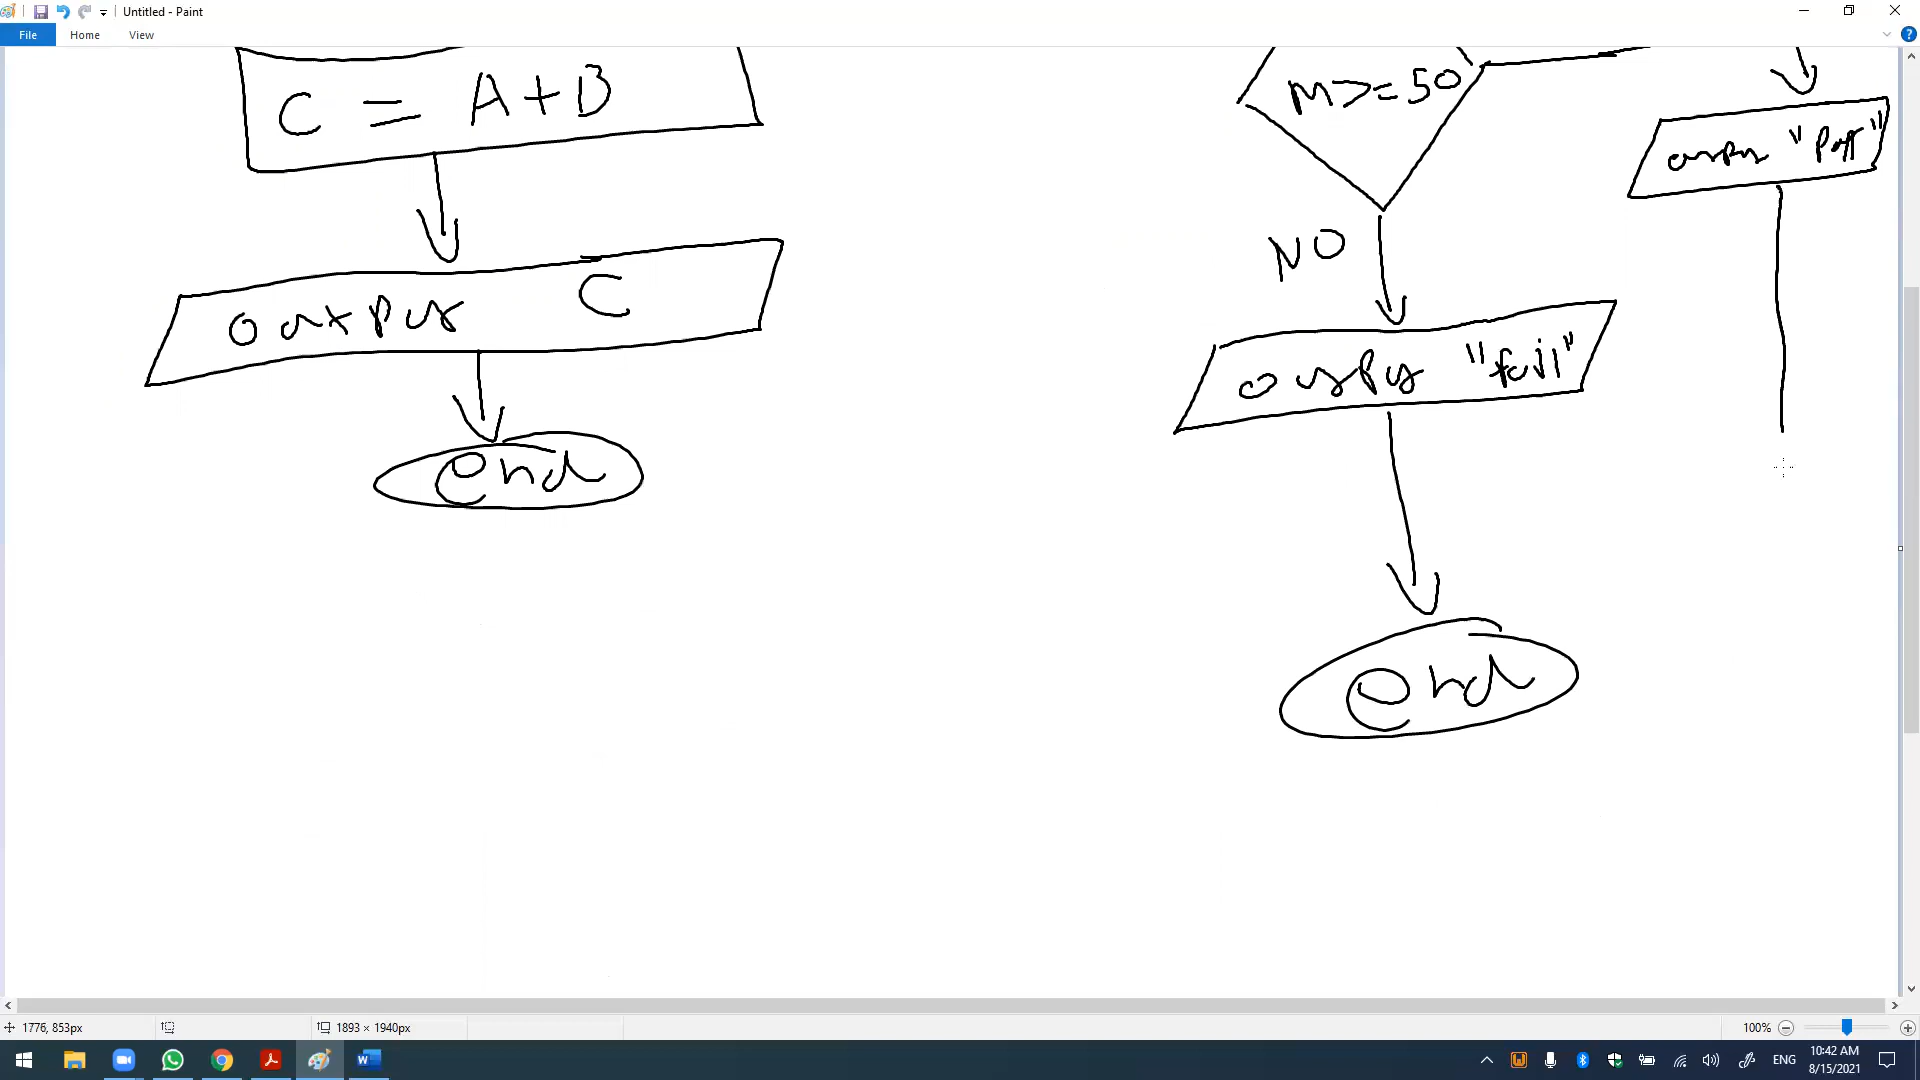 Untitled - Paint
File
Home
View
C = A+B
output C
end
M>=50
NO
output "Pass"
output "fail"
end
1776, 853px
1893 × 1940px
100%
ENG
10:42 AM
8/15/2021